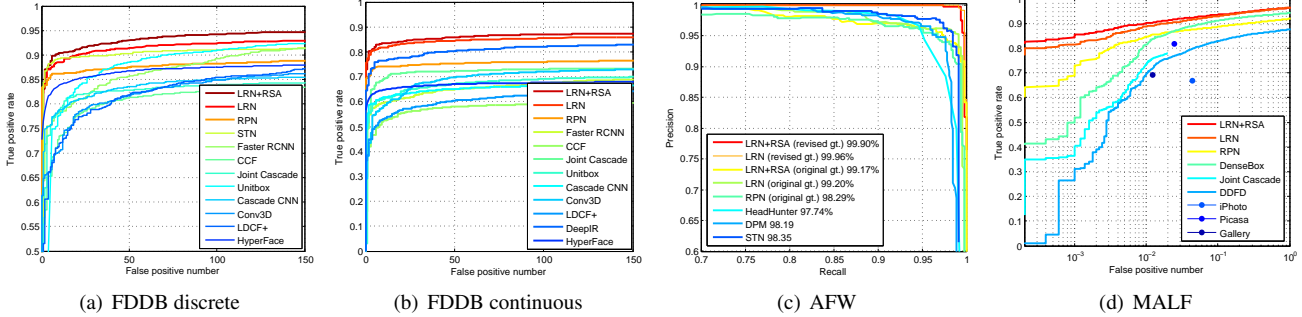 1
0.95
0.9
0.85
0.8
0.75
0.7
0.65
0.6
0.55
0.5
0
50
100
150
True positive rate
False positive number
LRN+RSA
LRN
RPN
STN
Faster RCNN
CCF
Joint Cascade
Unitbox
Cascade CNN
Conv3D
LDCF+
HyperFace
(a) FDDB discrete
1
0.9
0.8
0.7
0.6
0.5
0.4
0.3
0.2
0.1
0
0
50
100
150
True positive rate
False positive number
LRN+RSA
LRN
RPN
Faster RCNN
CCF
Joint Cascade
Unitbox
Cascade CNN
Conv3D
LDCF+
DeepIR
HyperFace
(b) FDDB continuous
1
0.95
0.9
0.85
0.8
0.75
0.7
0.65
0.6
0.7
0.75
0.8
0.85
0.9
0.95
1
Precision
Recall
LRN+RSA (revised gt.) 99.90%
LRN (revised gt.) 99.96%
LRN+RSA (original gt.) 99.17%
LRN (original gt.) 99.20%
RPN (original gt.) 98.29%
HeadHunter 97.74%
DPM 98.19
STN 98.35
(c) AFW
1
0.9
0.8
0.7
0.6
0.5
0.4
0.3
0.2
0.1
0
10⁻³
10⁻²
10⁻¹
10⁰
True positive rate
False positive number
LRN+RSA
LRN
RPN
DenseBox
Joint Cascade
DDFD
iPhoto
Picasa
Gallery
(d) MALF